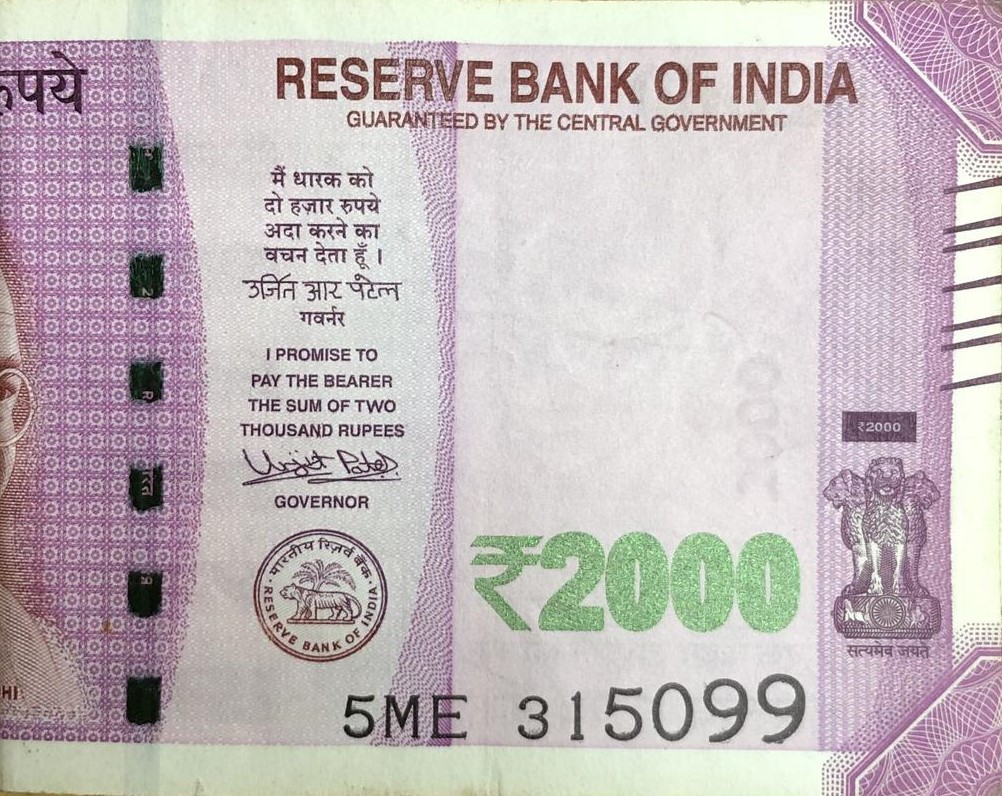 रुपये
RESERVE BANK OF INDIA
GUARANTEED BY THE CENTRAL GOVERNMENT
मैं धारक को
दो हज़ार रुपये
अदा करने का
वचन देता हूँ ।
उर्जित आर पटेल
गवर्नर
I PROMISE TO
PAY THE BEARER
THE SUM OF TWO
THOUSAND RUPEES
Urjit Patel
GOVERNOR
भारतीय रिज़र्व बैंक
RESERVE BANK OF INDIA
₹2000
₹2000
सत्यमेव जयते
HI
5ME 315099